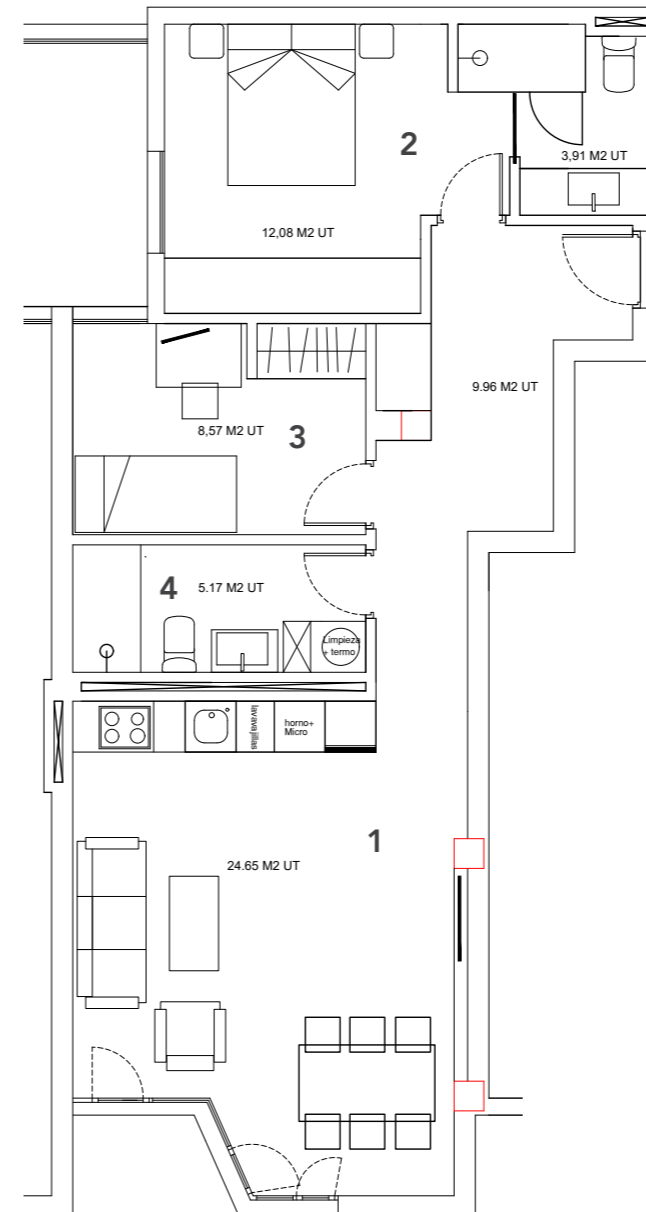 2
3,91 M2 UT
12,08 M2 UT
9.96 M2 UT
8,57 M2 UT
3
4
5.17 M2 UT
Limpieza
+ termo
lavavajillas
horno+
Micro
1
24.65 M2 UT